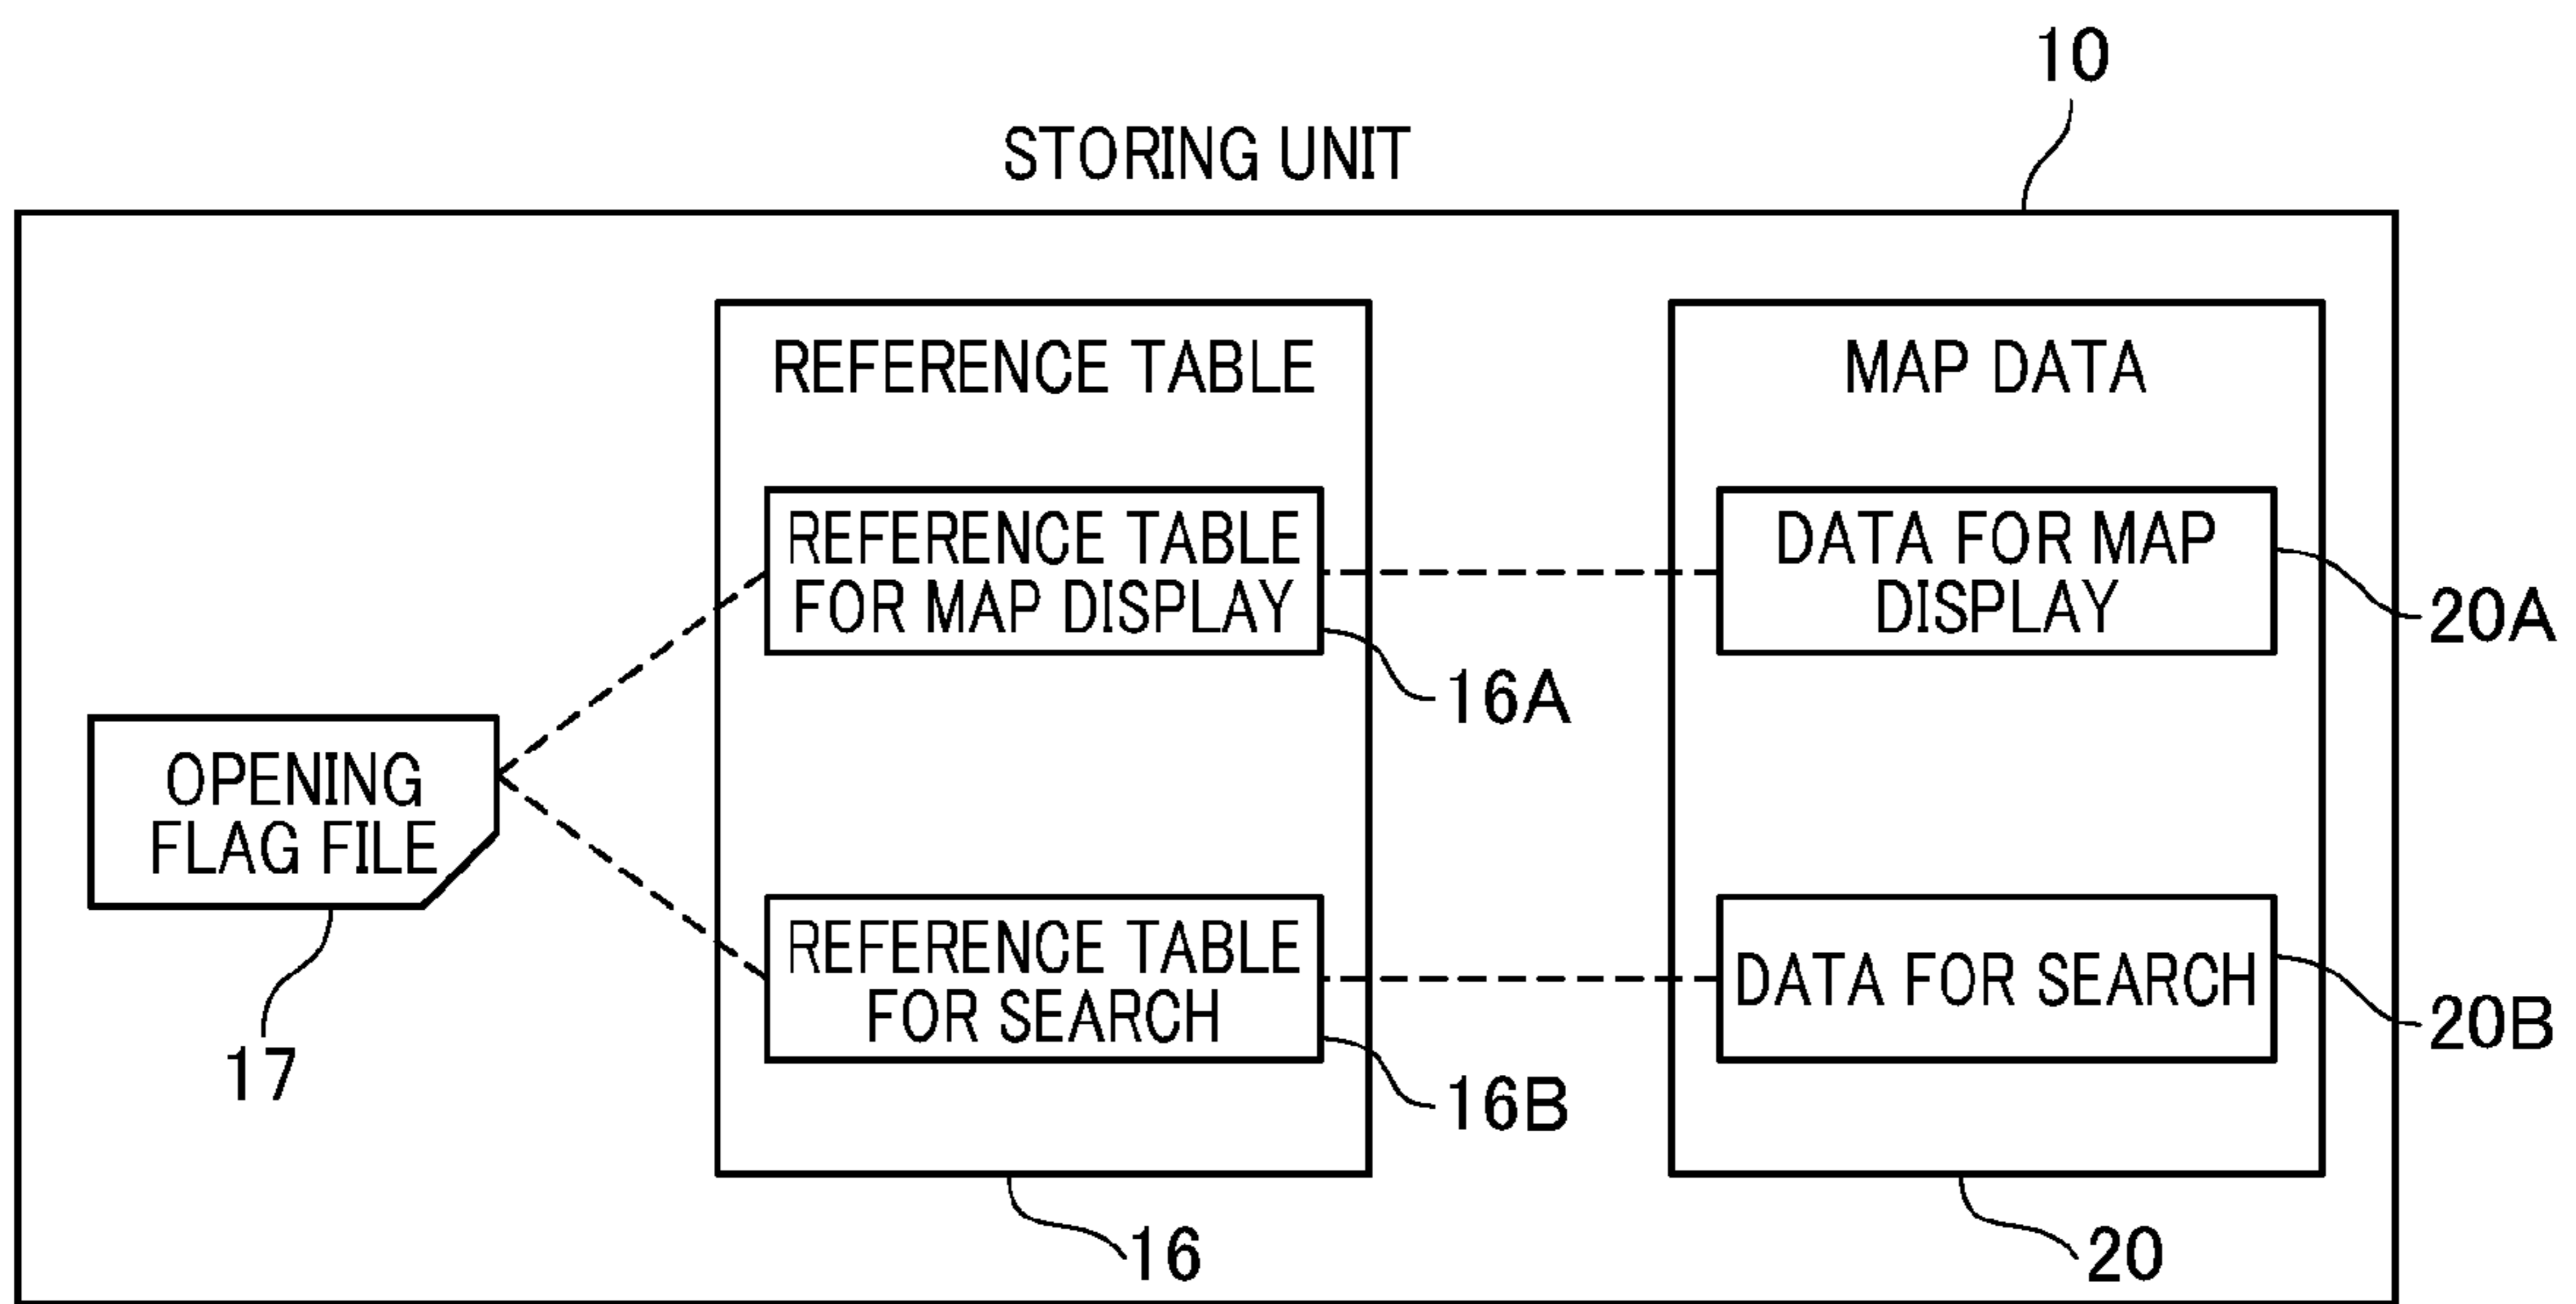 10
STORING UNIT
REFERENCE TABLE
MAP DATA
REFERENCE TABLE
FOR MAP DISPLAY
16A
DATA FOR MAP
DISPLAY
20A
OPENING
FLAG FILE
17
REFERENCE TABLE
FOR SEARCH
16B
DATA FOR SEARCH
20B
16
20